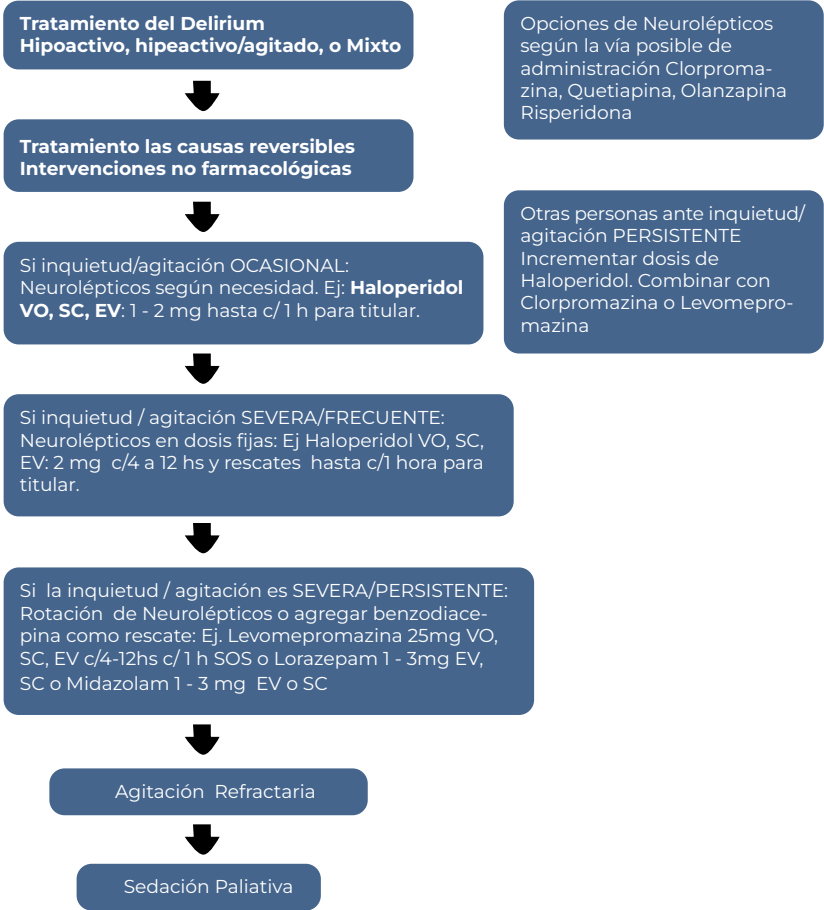 Tratamiento del Delirium
Hipoactivo, hipeactivo/agitado, o Mixto
Tratamiento las causas reversibles
Intervenciones no farmacológicas
Si inquietud/agitación OCASIONAL:
Neurolépticos según necesidad. Ej: Haloperidol
VO, SC, EV: 1 - 2 mg hasta c/ 1 h para titular.
Si inquietud / agitación SEVERA/FRECUENTE:
Neurolépticos en dosis fijas: Ej Haloperidol VO, SC,
EV: 2 mg c/4 a 12 hs y rescates hasta c/1 hora para
titular.
Si la inquietud / agitación es SEVERA/PERSISTENTE:
Rotación de Neurolépticos o agregar benzodiace-
pina como rescate: Ej. Levomepromazina 25mg VO,
SC, EV c/4-12hs c/ 1 h SOS o Lorazepam 1 - 3mg EV,
SC o Midazolam 1 - 3 mg EV o SC
Agitación Refractaria
Sedación Paliativa
Opciones de Neurolépticos
según la vía posible de
administración Clorproma-
zina, Quetiapina, Olanzapina
Risperidona
Otras personas ante inquietud/
agitación PERSISTENTE
Incrementar dosis de
Haloperidol. Combinar con
Clorpromazina o Levomepro-
mazina